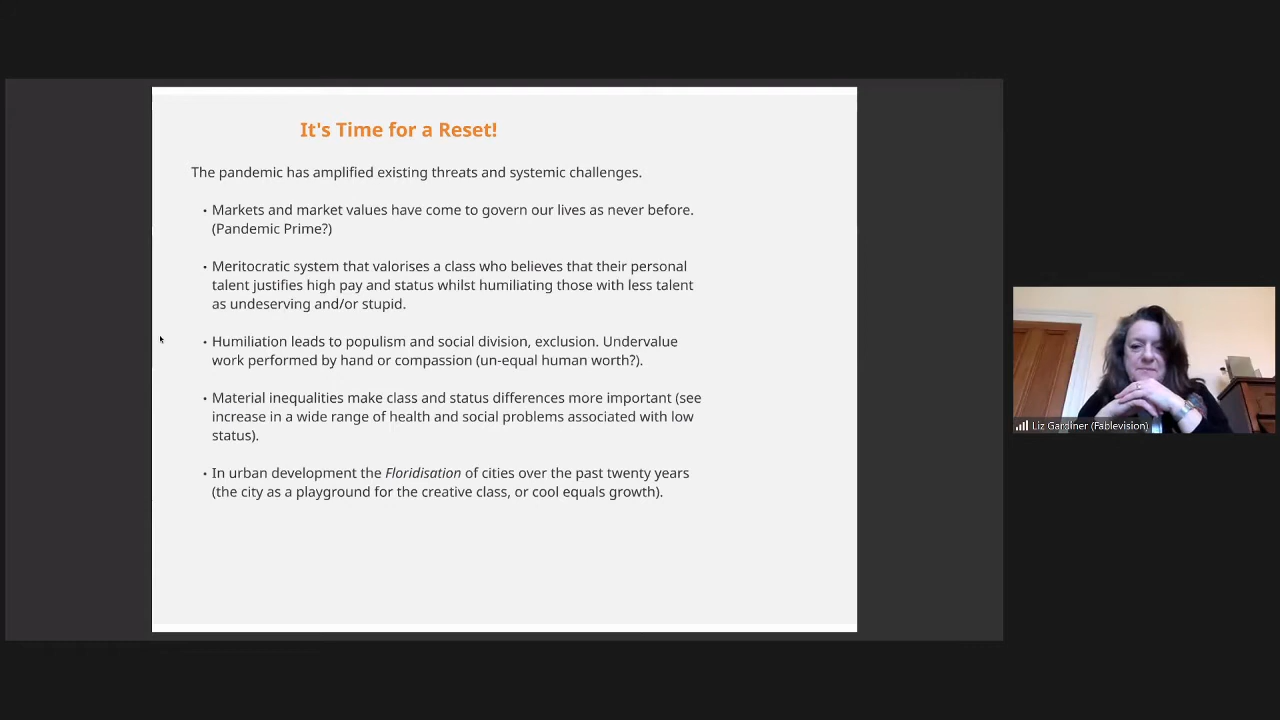 It's Time for a Reset!
The pandemic has amplified existing threats and systemic challenges.
• Markets and market values have come to govern our lives as never before.
(Pandemic Prime?)
• Meritocratic system that valorises a class who believes that their personal
talent justifies high pay and status whilst humiliating those with less talent
as undeserving and/or stupid.
• Humiliation leads to populism and social division, exclusion. Undervalue
work performed by hand or compassion (un-equal human worth?).
• Material inequalities make class and status differences more important (see
increase in a wide range of health and social problems associated with low
status).
• In urban development the Floridisation of cities over the past twenty years
(the city as a playground for the creative class, or cool equals growth).
Liz Gardiner (Fablevision)